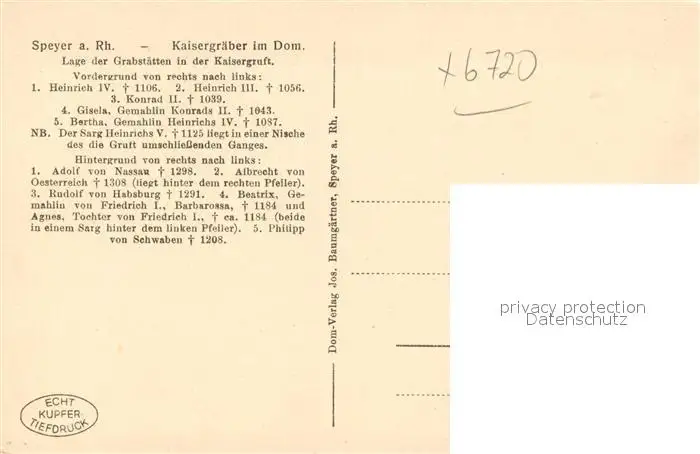 Speyer a. Rh. – Kaisergräber im Dom.
Lage der Grabstätten in der Kaisergruft.
Vordergrund von rechts nach links:
1. Heinrich IV. † 1106. 2. Heinrich III. † 1056.
3. Konrad II. † 1039.
4. Gisela, Gemahlin Konrads II. † 1043.
5. Bertha, Gemahlin Heinrichs IV. † 1087.
NB. Der Sarg Heinrichs V. † 1125 liegt in einer Nische
des die Gruft umschließenden Ganges.
Hintergrund von rechts nach links:
1. Adolf von Nassau † 1298. 2. Albrecht von
Oesterreich † 1308 (liegt hinter dem rechten Pfeiler).
3. Rudolf von Habsburg † 1291. 4. Beatrix, Ge-
mahlin von Friedrich I., Barbarossa, † 1184 und
Agnes, Tochter von Friedrich I., † ca. 1184 (beide
in einem Sarg hinter dem linken Pfeiler). 5. Philipp
von Schwaben † 1208.
ECHT
KUPFER
TIEFDRUCK
Dom-Verlag Jos. Baumgärtner, Speyer a. Rh.
x6720
privacy protection
Datenschutz